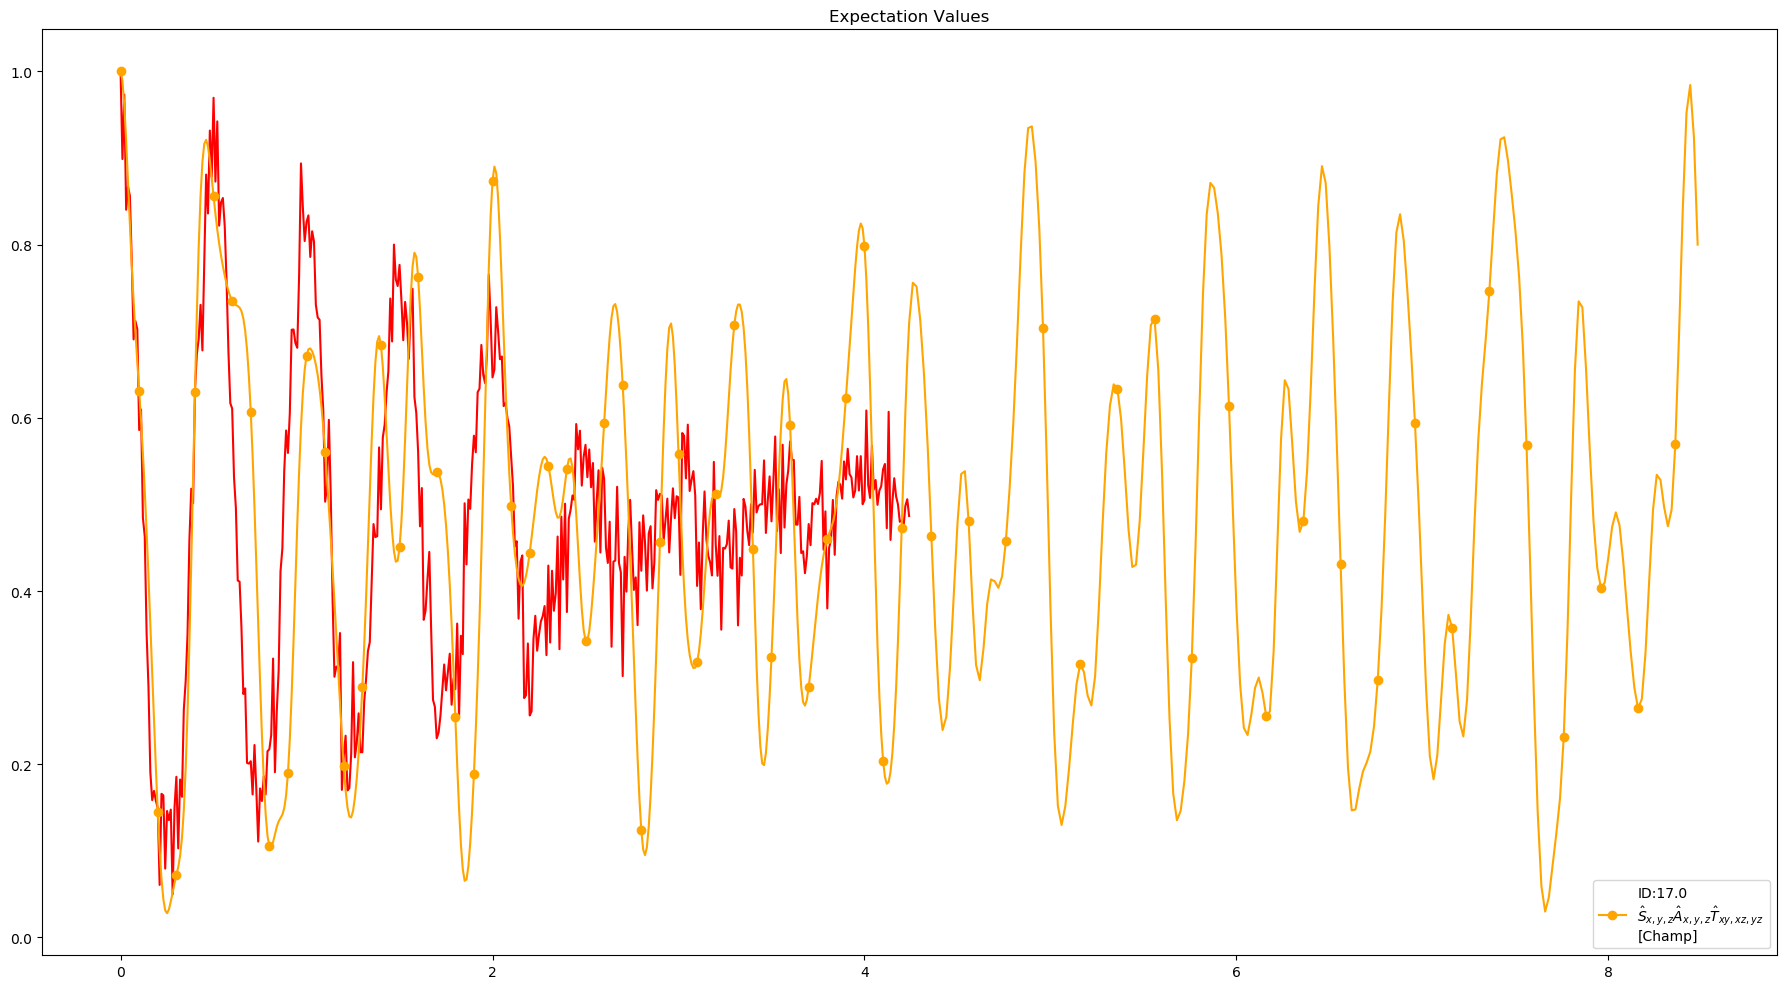 Expectation Values
1.0
0.8
0.6
0.4
0.2
0.0
0 2 4 6 8
ID:17.0
$\hat{S}_{x,y,z}\hat{A}_{x,y,z}\hat{T}_{xy,xz,yz}$
[Champ]